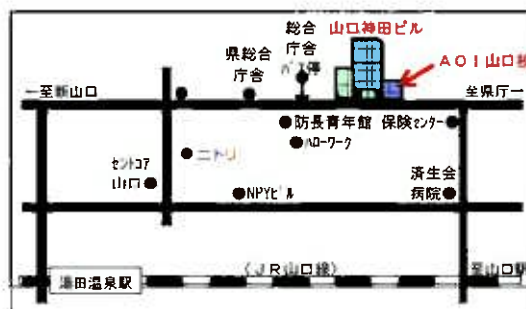 総合
庁舎
バス停
山口神田ビル
県総合
庁舎
AOI山口
←至新山口
至県庁→
防長青年館
保険センター
ハローワーク
ニトリ
セントコア
山口
済生会
病院
NPYビル
(JR山口線)
湯田温泉駅
至山口駅